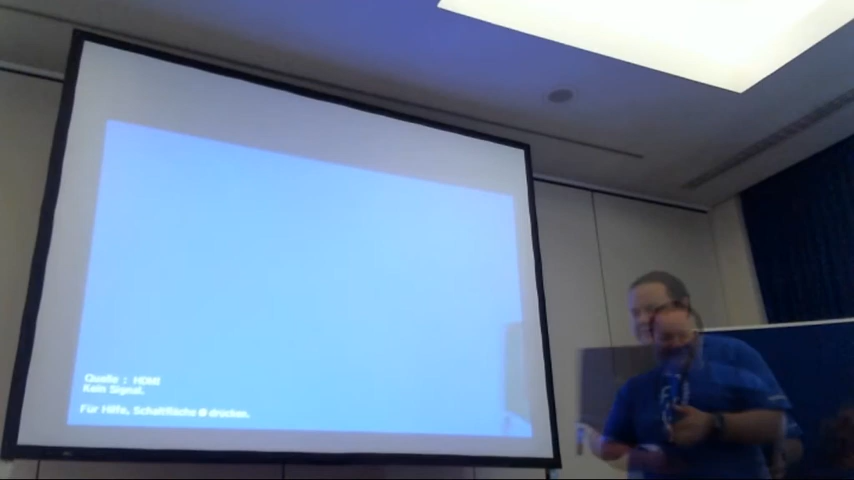 Quelle : HDMI
Kein Signal.
Für Hilfe, Schaltfläche drücken.